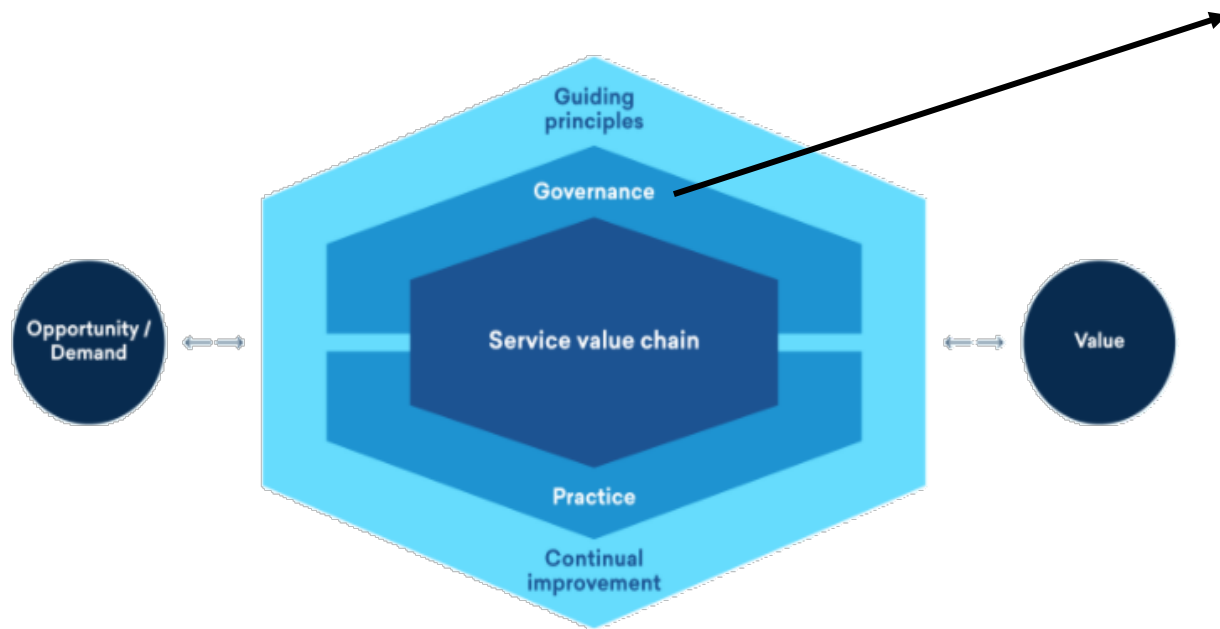 Guiding
principles
Governance
Opportunity /
Demand
Service value chain
Value
Practice
Continual
improvement